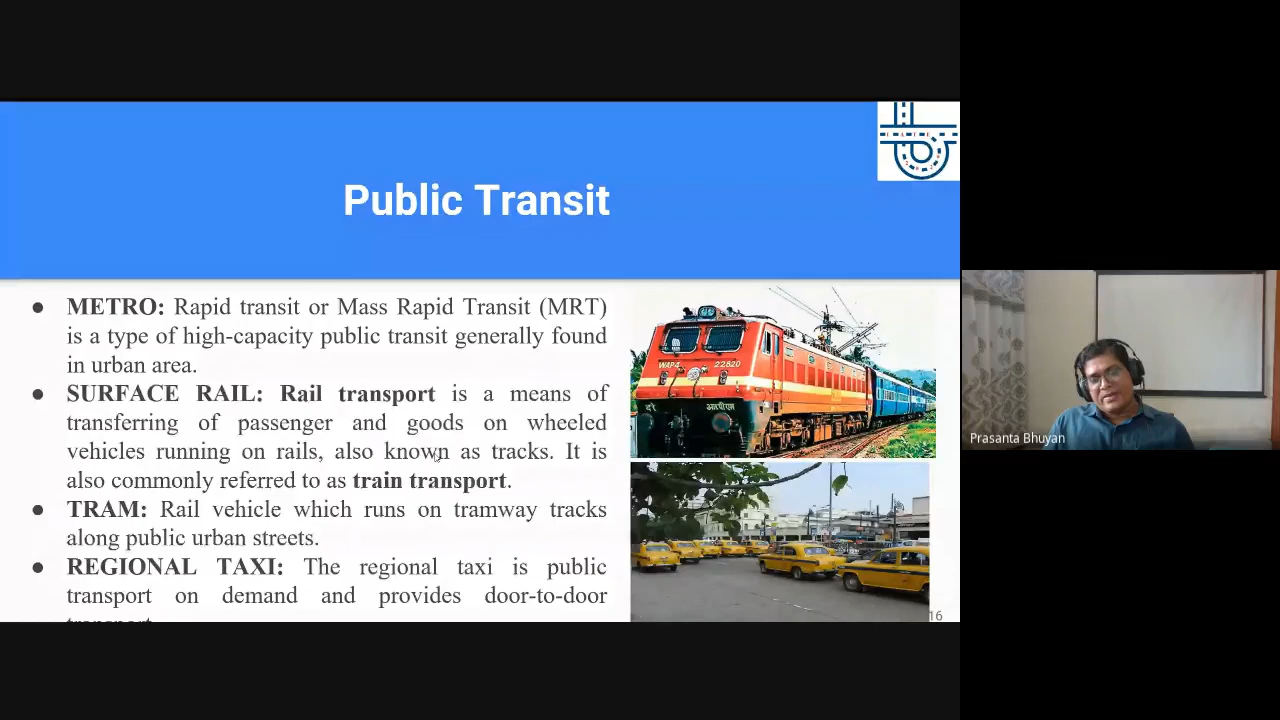 Public Transit
● METRO: Rapid transit or Mass Rapid Transit (MRT)
is a type of high-capacity public transit generally found
in urban area.
● SURFACE RAIL: Rail transport is a means of
transferring of passenger and goods on wheeled
vehicles running on rails, also known as tracks. It is
also commonly referred to as train transport.
● TRAM: Rail vehicle which runs on tramway tracks
along public urban streets.
● REGIONAL TAXI: The regional taxi is public
transport on demand and provides door-to-door
WAP4 22820
16
Prasanta Bhuyan